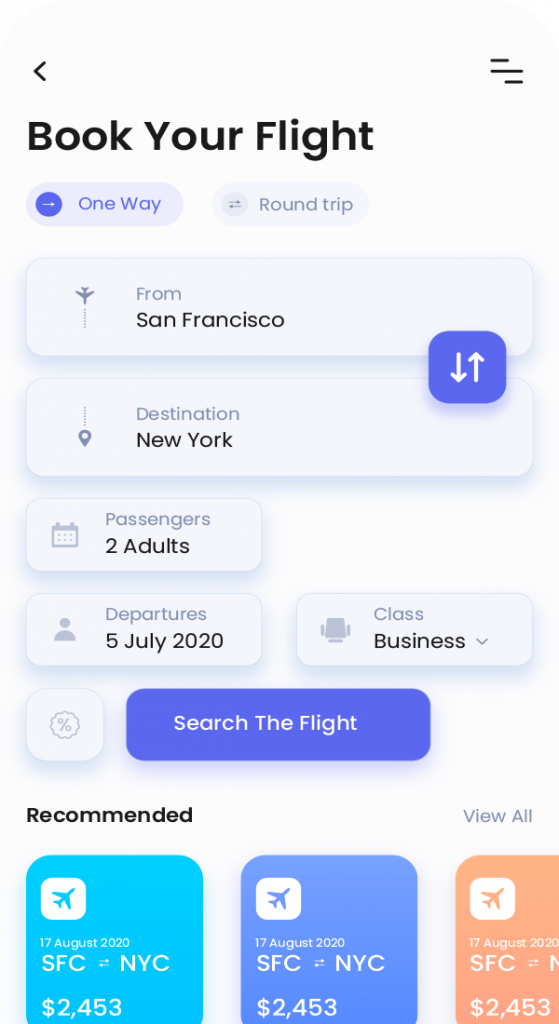 Book Your Flight
One Way
Round trip
From
San Francisco
Destination
New York
Passengers
2 Adults
Departures
5 July 2020
Class
Business
%
Search The Flight
Recommended
View All
17 August 2020
SFC NYC
$2,453
17 August 2020
SFC NYC
$2,453
17 August 2020
SFC
$2,453